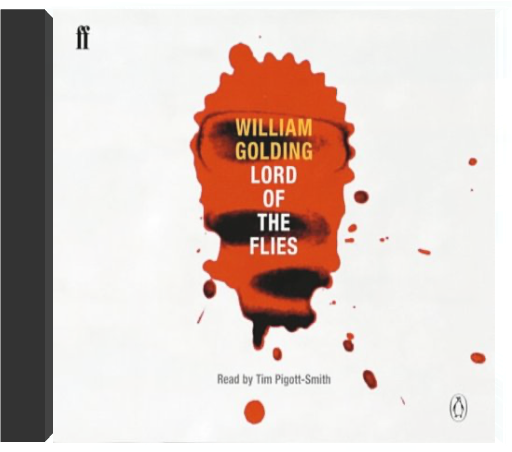 ff
WILLIAM
GOLDING
LORD
OF
THE
FLIES
Read by Tim Pigott-Smith